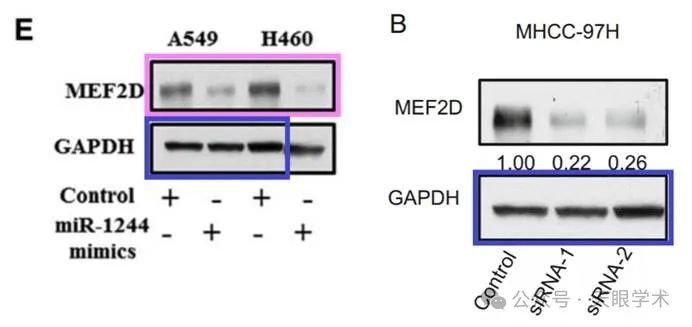 E
A549 H460
MEF2D
GAPDH
Control + - + -
miR-1244 - + - +
mimics
B
MHCC-97H
MEF2D
1.00 0.22 0.26
GAPDH
Control siRNA-1 siRNA-2
公众号 · 天眼学术